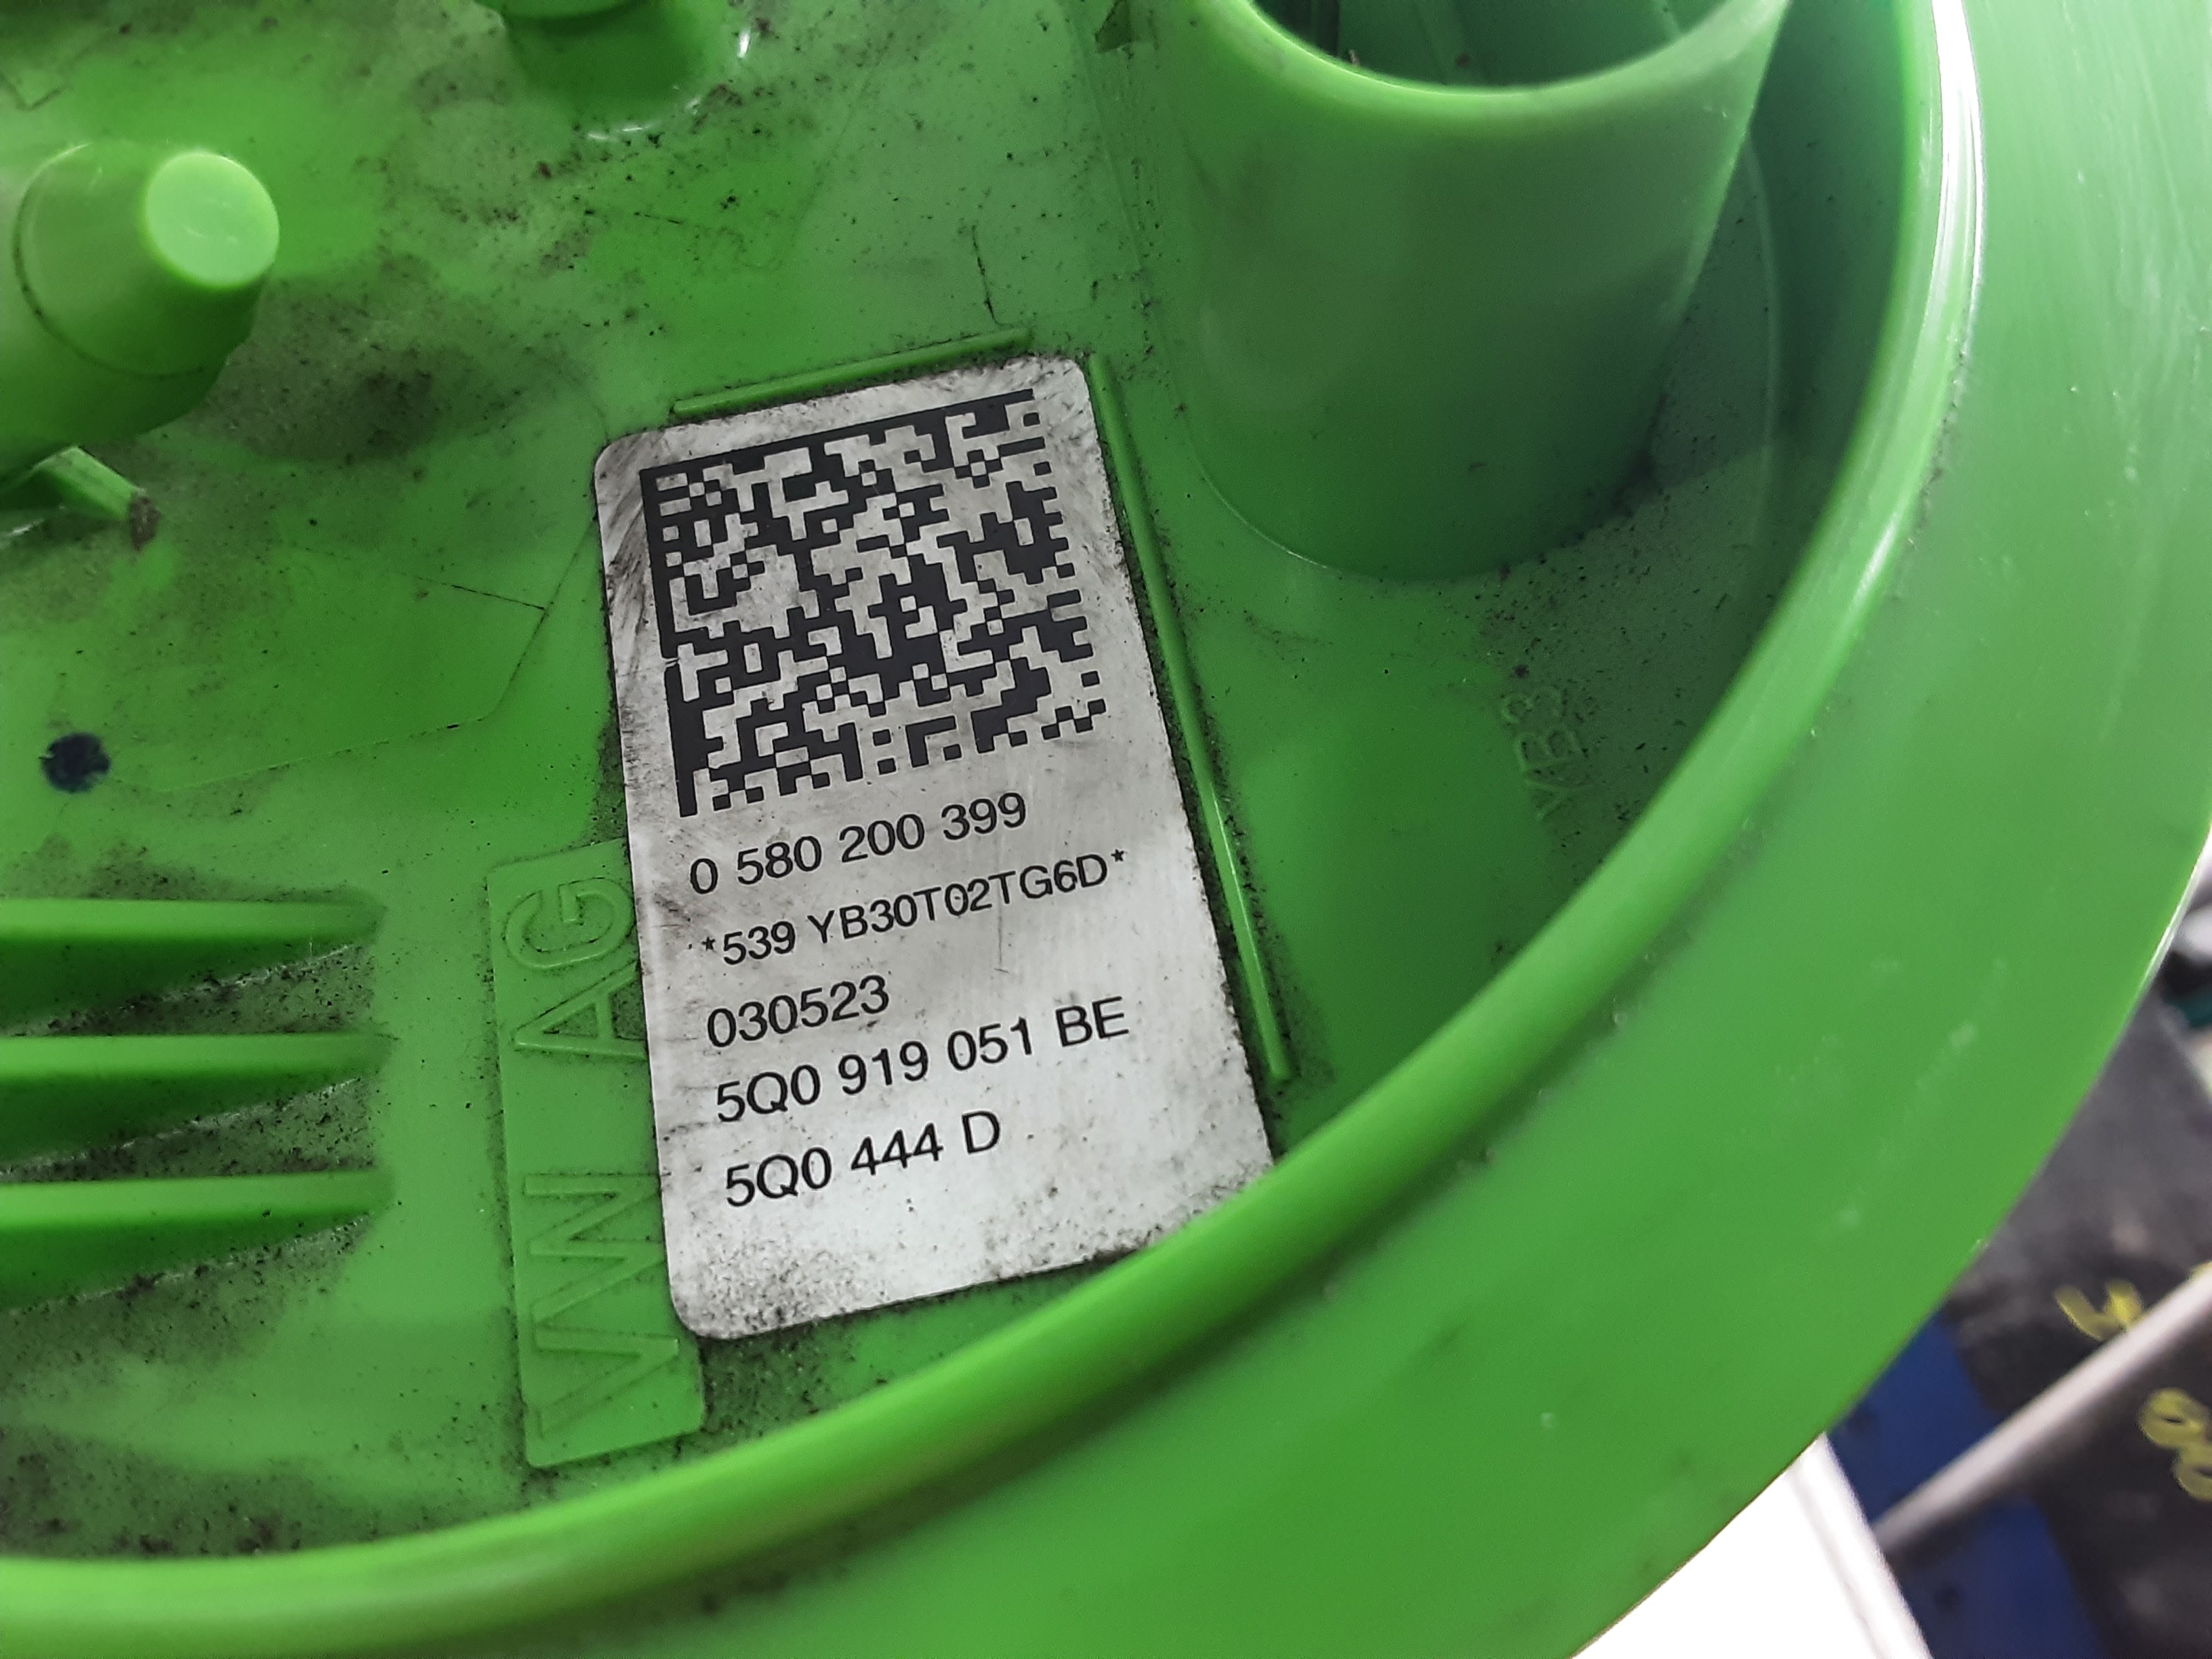 0 580 200 399
*539 YB30T02TG6D*
030523
5Q0 919 051 BE
5Q0 444 D
VW AG
YB3